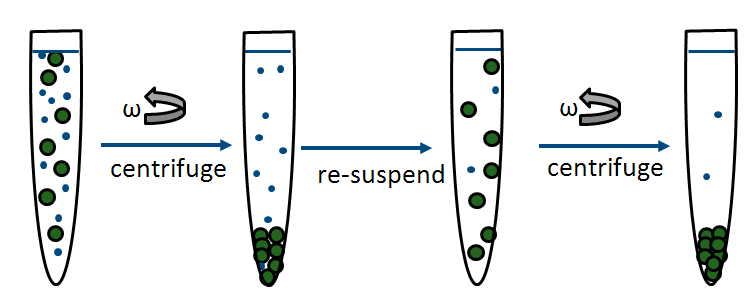 ω
centrifuge
re-suspend
ω
centrifuge